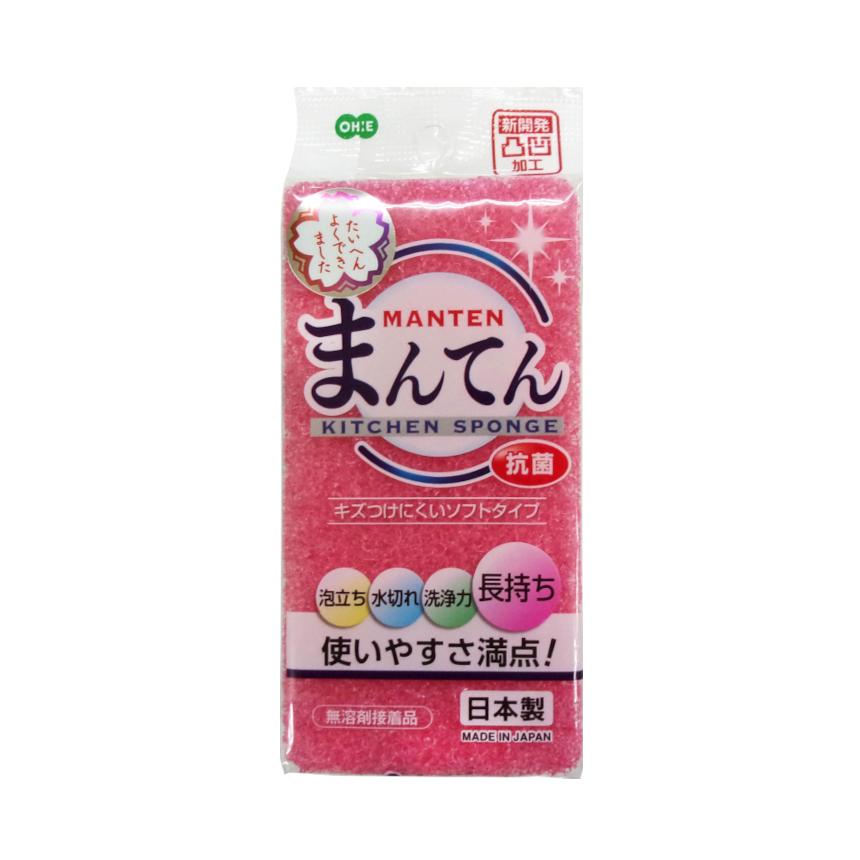 OH:E
新開発
凸凹
加工
たいへん
よくでき
ました
MANTEN
まんてん
KITCHEN SPONGE
抗菌
キズつけにくいソフトタイプ
泡立ち 水切れ 洗浄力 長持ち
使いやすさ満点!
無溶剤接着品
日本製
MADE IN JAPAN